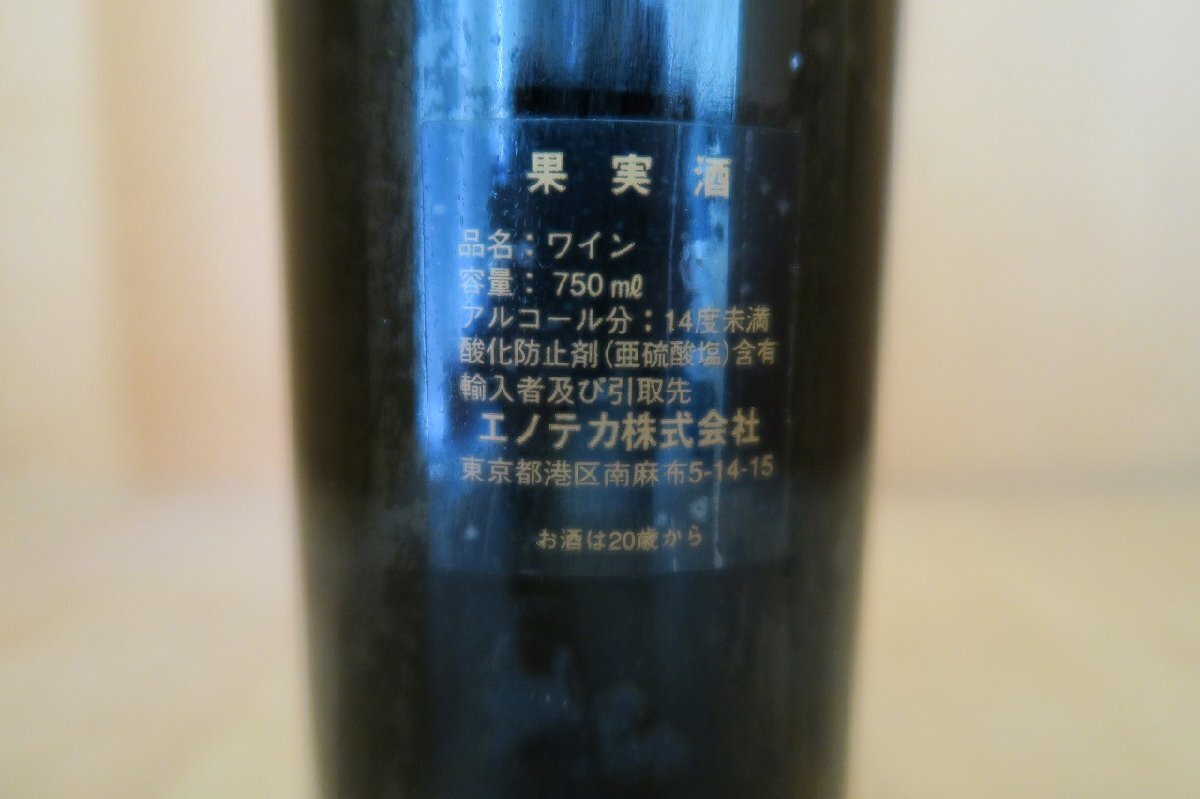 果実酒
品名：ワイン
容量：750㎖
アルコール分：14度未満
酸化防止剤(亜硫酸塩)含有
輸入者及び引取先
エノテカ株式会社
東京都港区南麻布5-14-15
お酒は20歳から